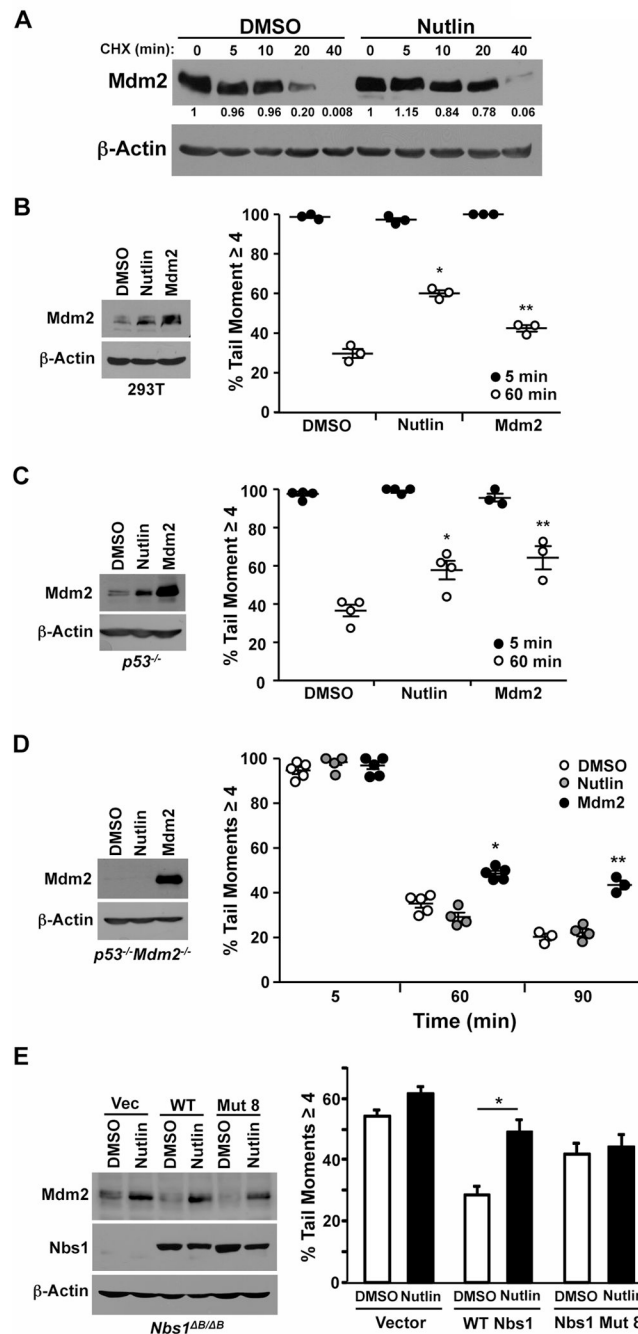 A
DMSO Nutlin
CHX (min): 0 5 10 20 40 0 5 10 20 40
Mdm2
1 0.96 0.96 0.20 0.008 1 1.15 0.84 0.78 0.06
β-Actin
B
DMSO Nutlin Mdm2
Mdm2
β-Actin
293T
% Tail Moment ≥ 4
100
80
60
40
20
0
*
**
5 min
60 min
DMSO Nutlin Mdm2
C
DMSO Nutlin Mdm2
Mdm2
β-Actin
p53-/-
% Tail Moment ≥ 4
100
80
60
40
20
0
*
**
5 min
60 min
DMSO Nutlin Mdm2
D
DMSO Nutlin Mdm2
Mdm2
β-Actin
p53-/-Mdm2-/-
% Tail Moments ≥ 4
100
80
60
40
20
0
DMSO
Nutlin
Mdm2
*
**
5 60 90
Time (min)
E
Vec WT Mut 8
DMSO Nutlin DMSO Nutlin DMSO Nutlin
Mdm2
Nbs1
β-Actin
Nbs1ΔB/ΔB
% Tail Moments ≥ 4
60
40
20
0
*
DMSO Nutlin DMSO Nutlin DMSO Nutlin
Vector WT Nbs1 Nbs1 Mut 8